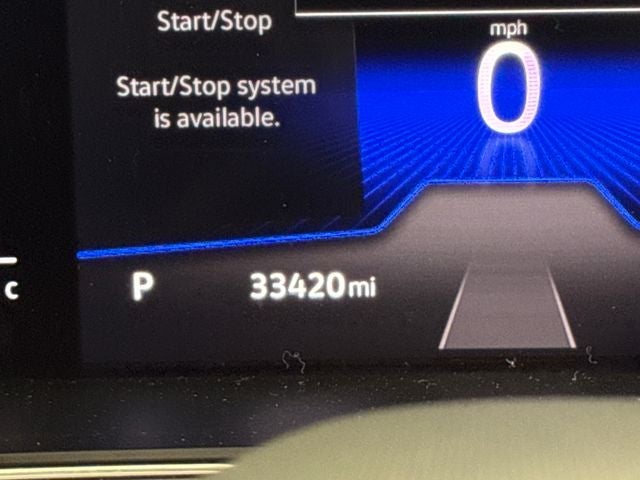 Start/Stop
Start/Stop system
is available.
mph
0
C
P
33420mi